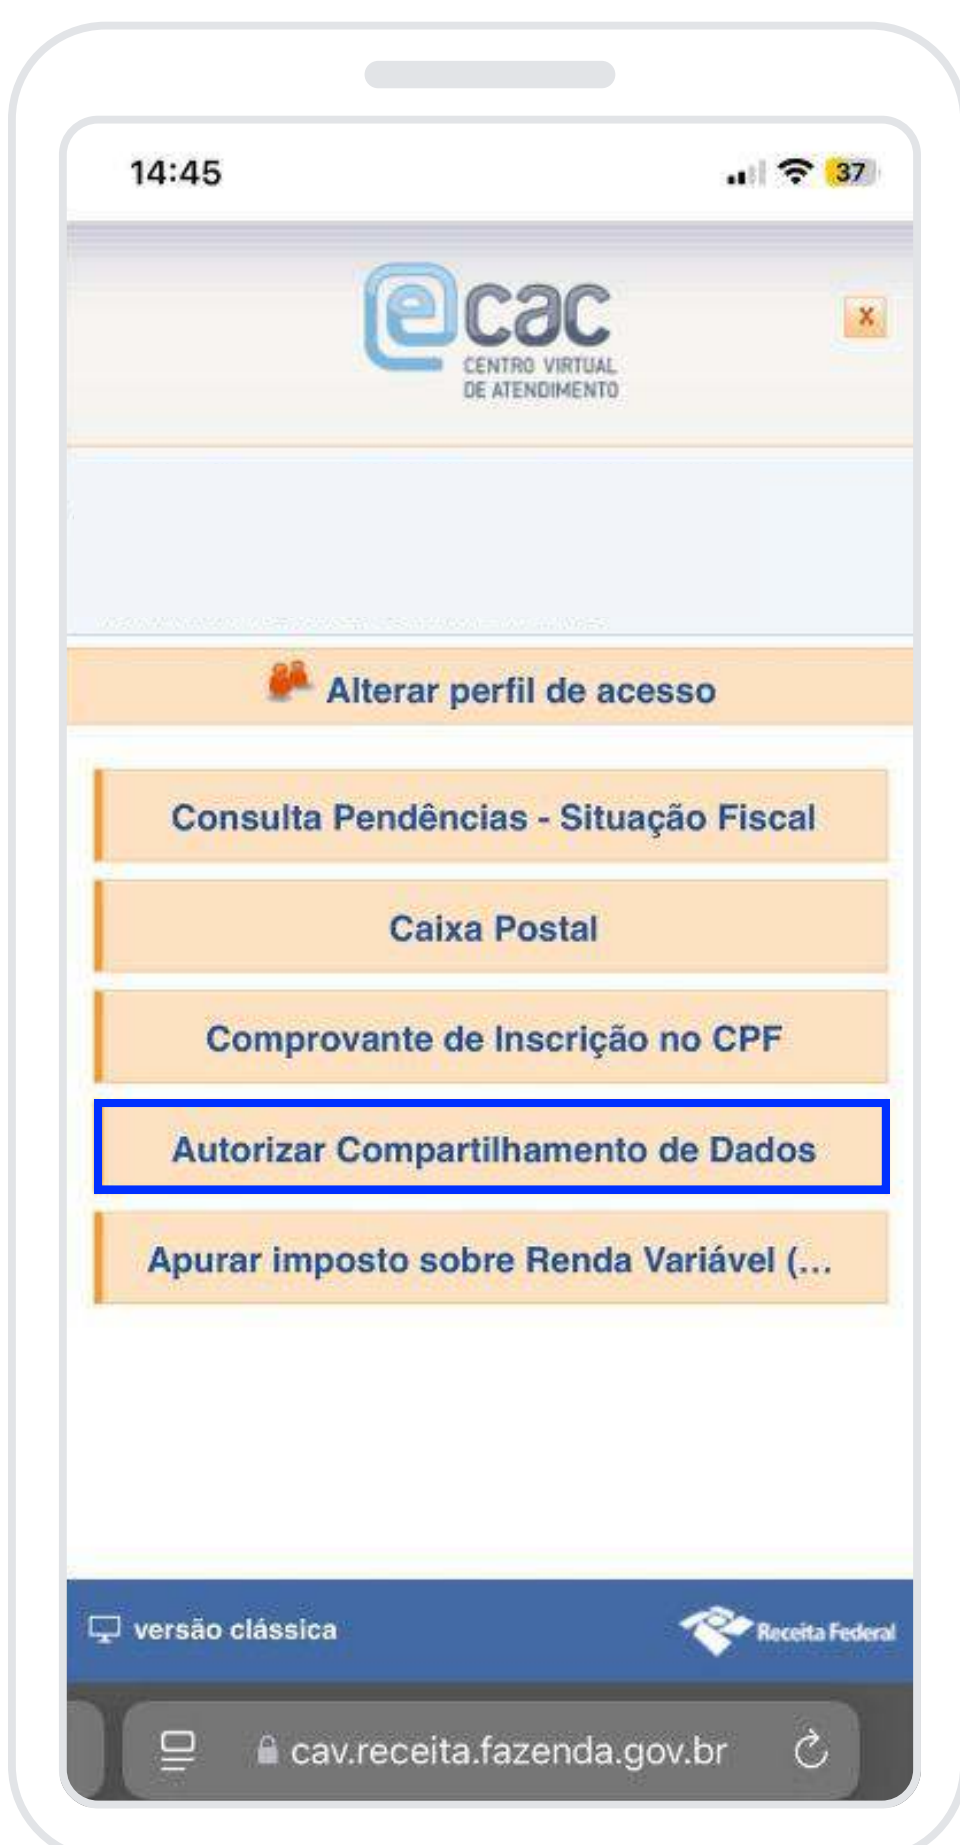 14:45
37
ecac
CENTRO VIRTUAL
DE ATENDIMENTO
X
Alterar perfil de acesso
Consulta Pendências - Situação Fiscal
Caixa Postal
Comprovante de Inscrição no CPF
Autorizar Compartilhamento de Dados
Apurar imposto sobre Renda Variável (...
versão clássica
Receita Federal
cav.receita.fazenda.gov.br